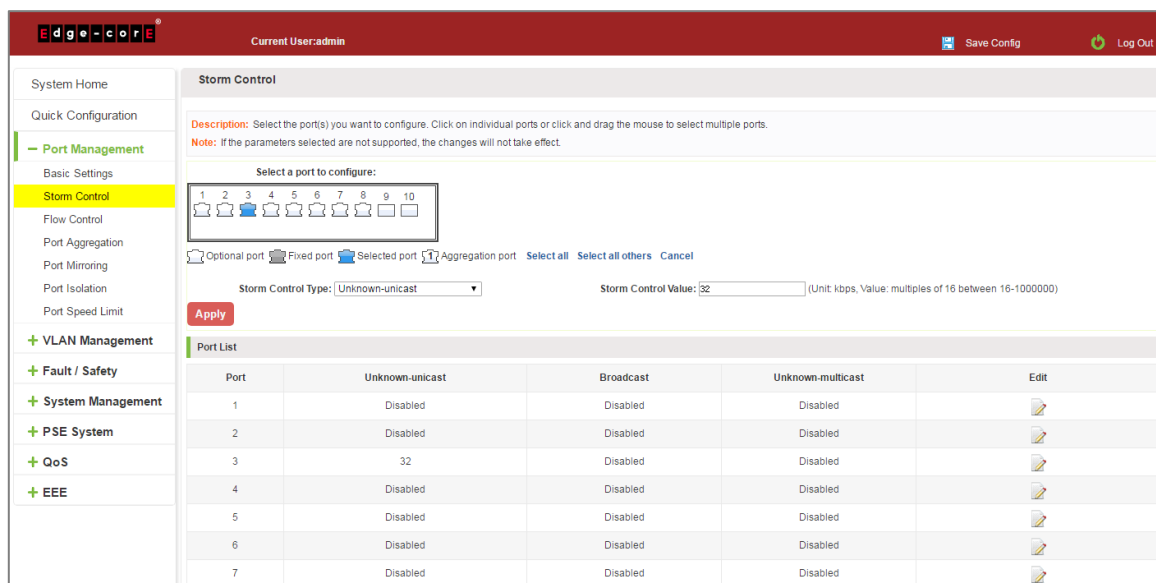 Edge-corE®
Current User:admin
Save Config
Log Out
System Home
Quick Configuration
− Port Management
Basic Settings
Storm Control
Flow Control
Port Aggregation
Port Mirroring
Port Isolation
Port Speed Limit
+ VLAN Management
+ Fault / Safety
+ System Management
+ PSE System
+ QoS
+ EEE
Storm Control
Description: Select the port(s) you want to configure. Click on individual ports or click and drag the mouse to select multiple ports.
Note: If the parameters selected are not supported, the changes will not take effect.
Select a port to configure:
1 2 3 4 5 6 7 8 9 10
Optional port Fixed port Selected port 1 Aggregation port Select all Select all others Cancel
Storm Control Type: Unknown-unicast Storm Control Value: 32 (Unit: kbps, Value: multiples of 16 between 16-1000000)
Apply
Port List
Port Unknown-unicast Broadcast Unknown-multicast Edit
1 Disabled Disabled Disabled
2 Disabled Disabled Disabled
3 32 Disabled Disabled
4 Disabled Disabled Disabled
5 Disabled Disabled Disabled
6 Disabled Disabled Disabled
7 Disabled Disabled Disabled